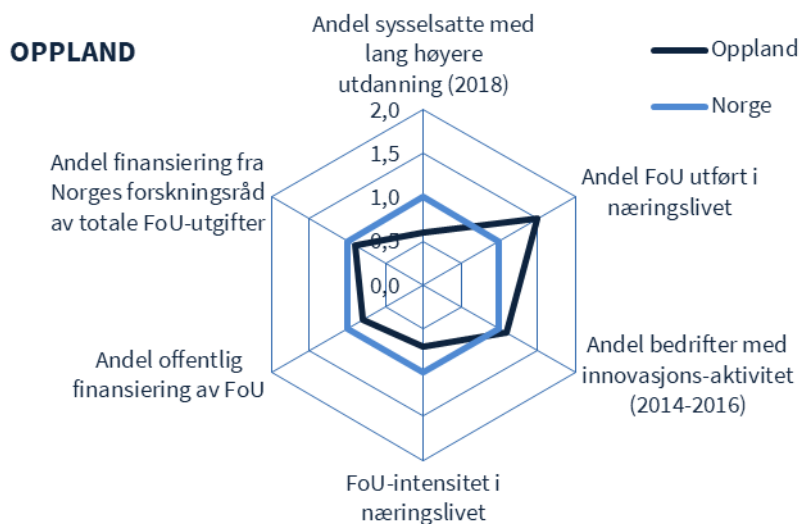 OPPLAND
Andel sysselsatte med
lang høyere
utdanning (2018)
Oppland
Norge
2,0
1,5
1,0
0,5
0,0
Andel FoU utført i
næringslivet
Andel bedrifter med
innovasjons-aktivitet
(2014-2016)
FoU-intensitet i
næringslivet
Andel offentlig
finansiering av FoU
Andel finansiering fra
Norges forskningsråd
av totale FoU-utgifter